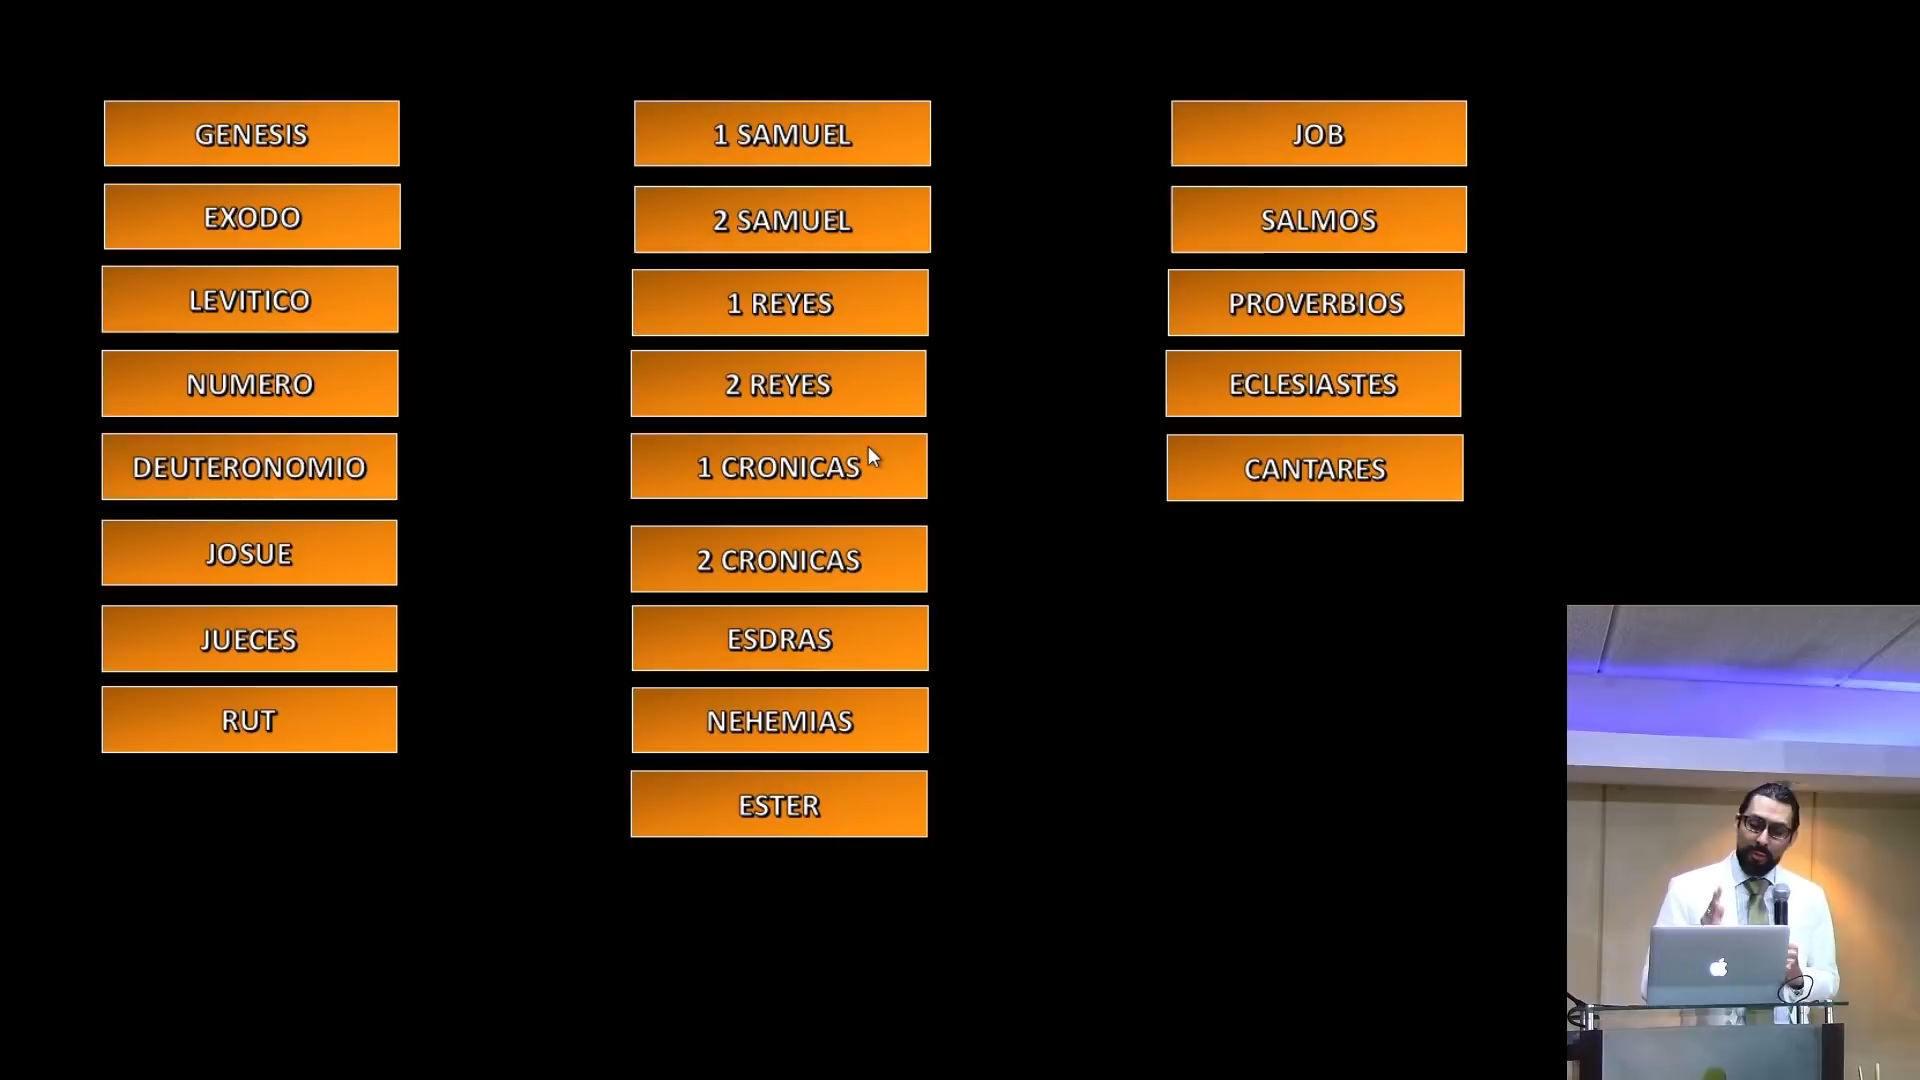 GENESIS
EXODO
LEVITICO
NUMERO
DEUTERONOMIO
JOSUE
JUECES
RUT
1 SAMUEL
2 SAMUEL
1 REYES
2 REYES
1 CRONICAS
2 CRONICAS
ESDRAS
NEHEMIAS
ESTER
JOB
SALMOS
PROVERBIOS
ECLESIASTES
CANTARES